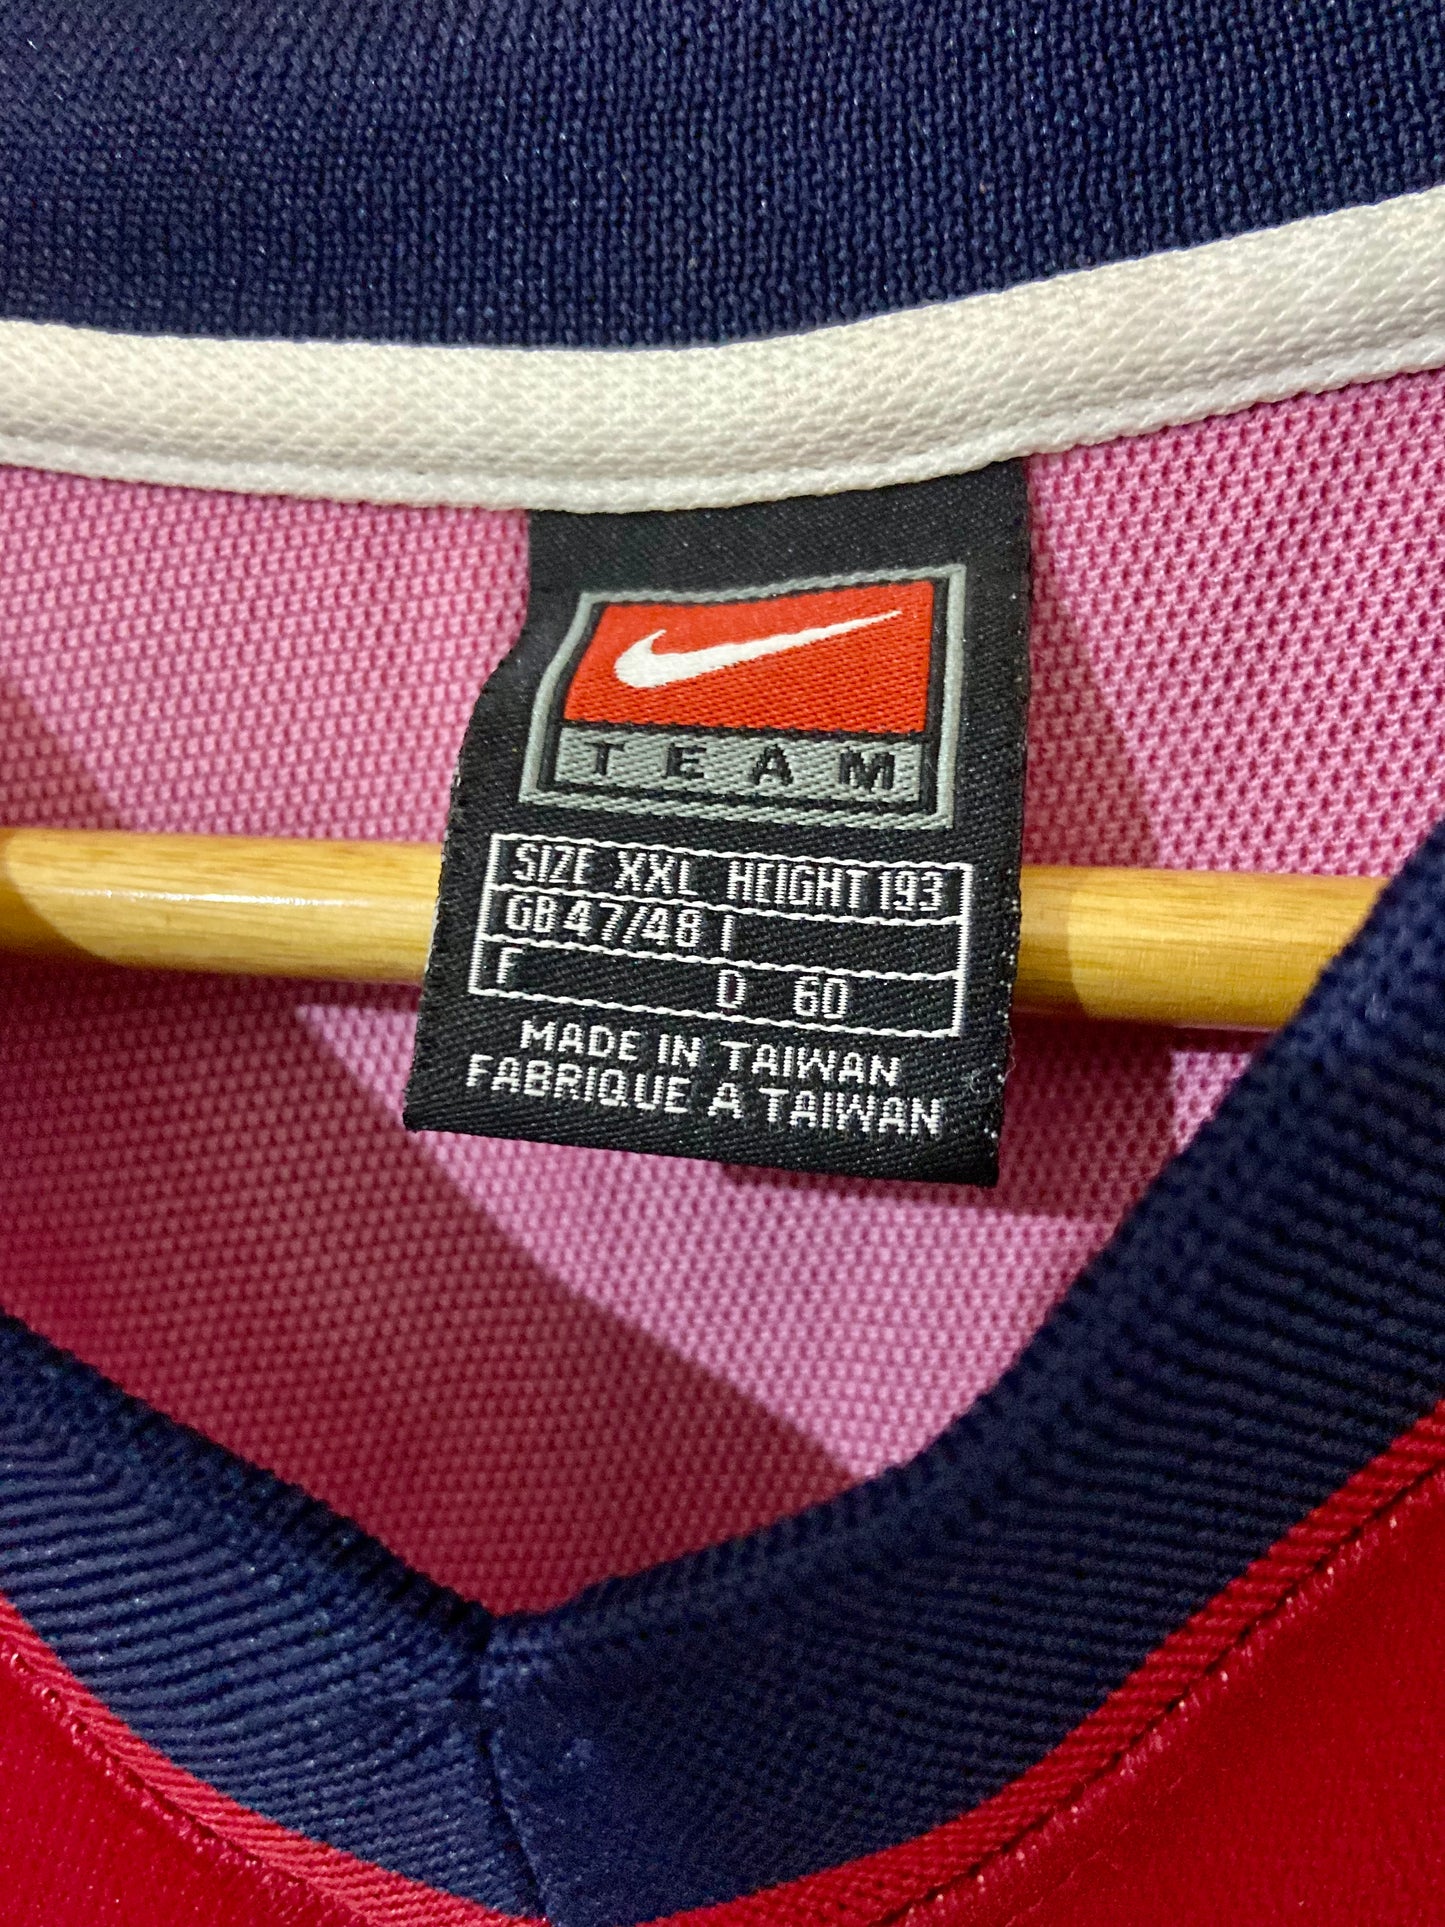 TEAM
SIZE XXL HEIGHT 193
GB 47/48 I
F D 60
MADE IN TAIWAN
FABRIQUE A TAIWAN